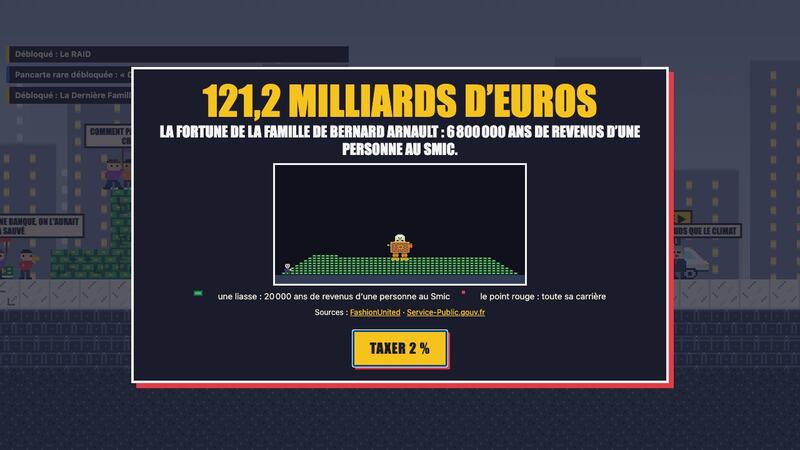 Débloqué : Le RAID
Pancarte rare débloquée : «
Débloqué : La Dernière Famil
COMMENT
NE BANQUE, ON L'AURAIT
SAUVÉ
121,2 MILLIARDS D'EUROS
LA FORTUNE DE LA FAMILLE DE BERNARD ARNAULT : 6 800 000 ANS DE REVENUS D'UNE
PERSONNE AU SMIC.
UDS QUE LE CLIMAT
une liasse : 20 000 ans de revenus d'une personne au Smic
le point rouge : toute sa carrière
Sources : FashionUnited · Service-Public.gouv.fr
TAXER 2 %